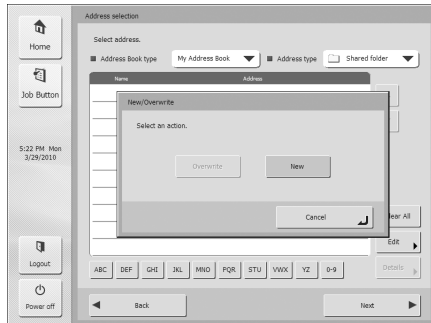 Address selection
Home
Select address.
Address Book type
My Address Book
Address type
Shared folder
Name
Address
Job Button
New/Overwrite
Select an action.
5:22 PM Mon
3/29/2010
Overwrite
New
Cancel
lear All
Edit
Logout
ABC
DEF
GHI
JKL
MNO
PQR
STU
VWX
YZ
0-9
Details
Power off
Back
Next